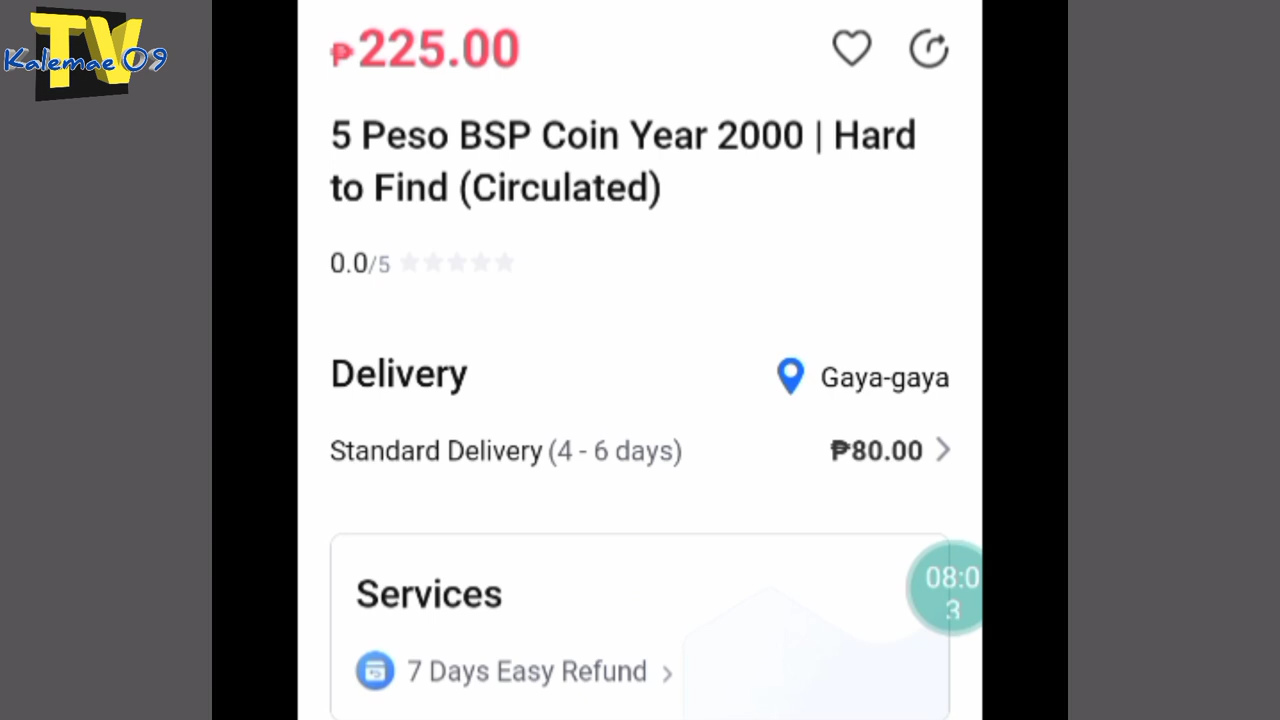 TV
Kalemae 09
₱225.00
5 Peso BSP Coin Year 2000 | Hard
to Find (Circulated)
0.0/5
Delivery
Gaya-gaya
Standard Delivery (4 - 6 days)
₱80.00
Services
08:0
3
7 Days Easy Refund